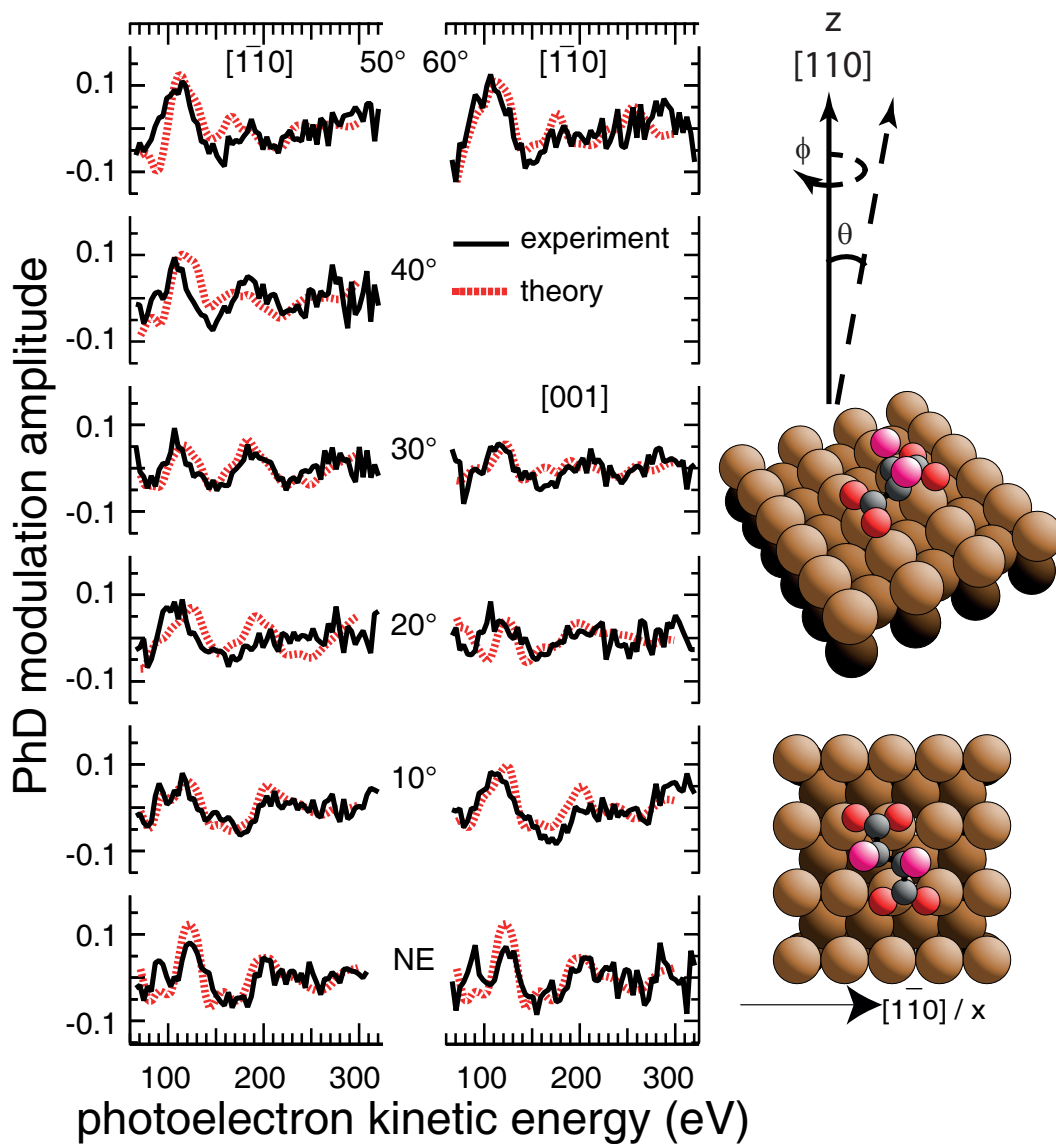 [1̅10] 50° 60° [1̅10]
0.1
-0.1
experiment
theory
0.1
-0.1
40°
[001]
0.1
-0.1
30°
0.1
-0.1
20°
0.1
-0.1
10°
0.1
-0.1
NE
100 200 300 100 200 300
photoelectron kinetic energy (eV)
PhD modulation amplitude
z
[110]
ϕ
θ
[11̅0] / x